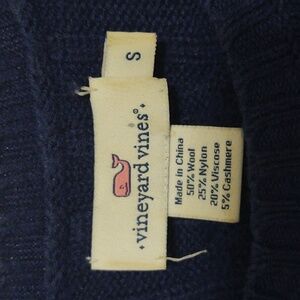 S
vineyard vines®
Made in China
50% Wool
25% Nylon
20% Viscose
5% Cashmere